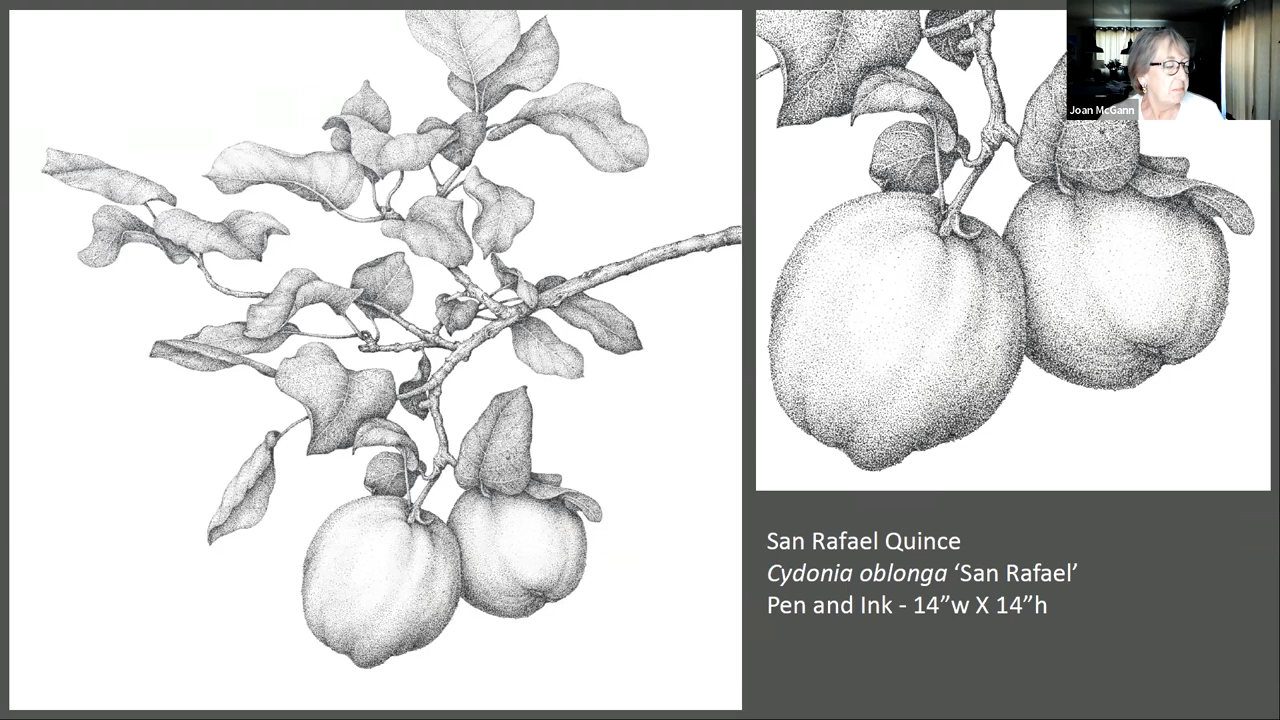 Joan McGann
San Rafael Quince
Cydonia oblonga ‘San Rafael’
Pen and Ink - 14”w X 14”h